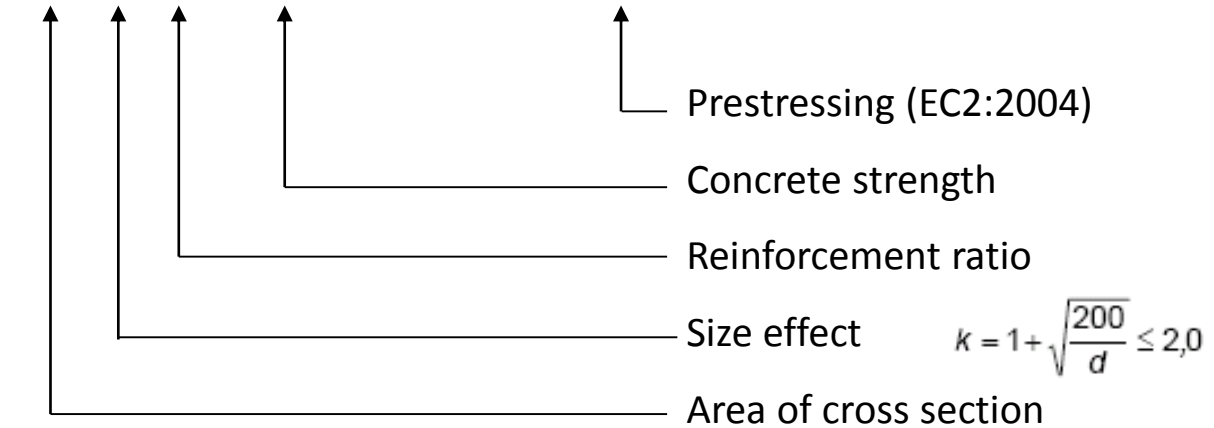 Prestressing (EC2:2004)
Concrete strength
Reinforcement ratio
Size effect k = 1+√(200/d) ≤ 2,0
Area of cross section